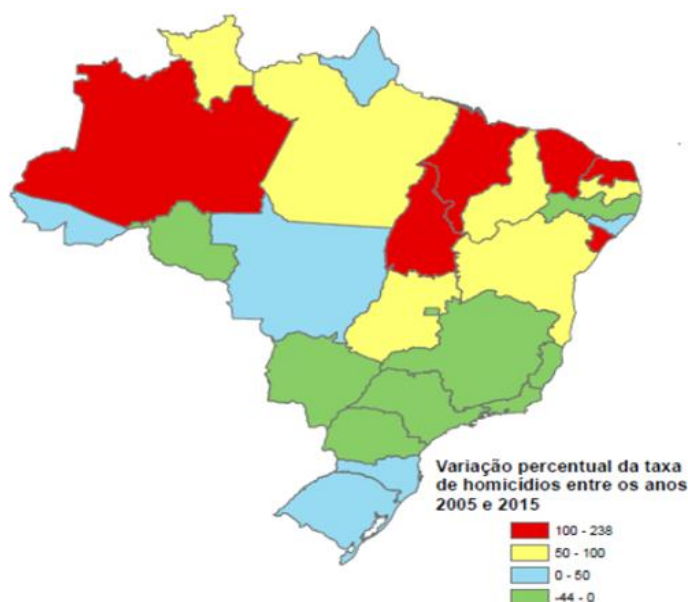 Variação percentual da taxa
de homicídios entre os anos
2005 e 2015
100 - 238
50 - 100
0 - 50
-44 - 0